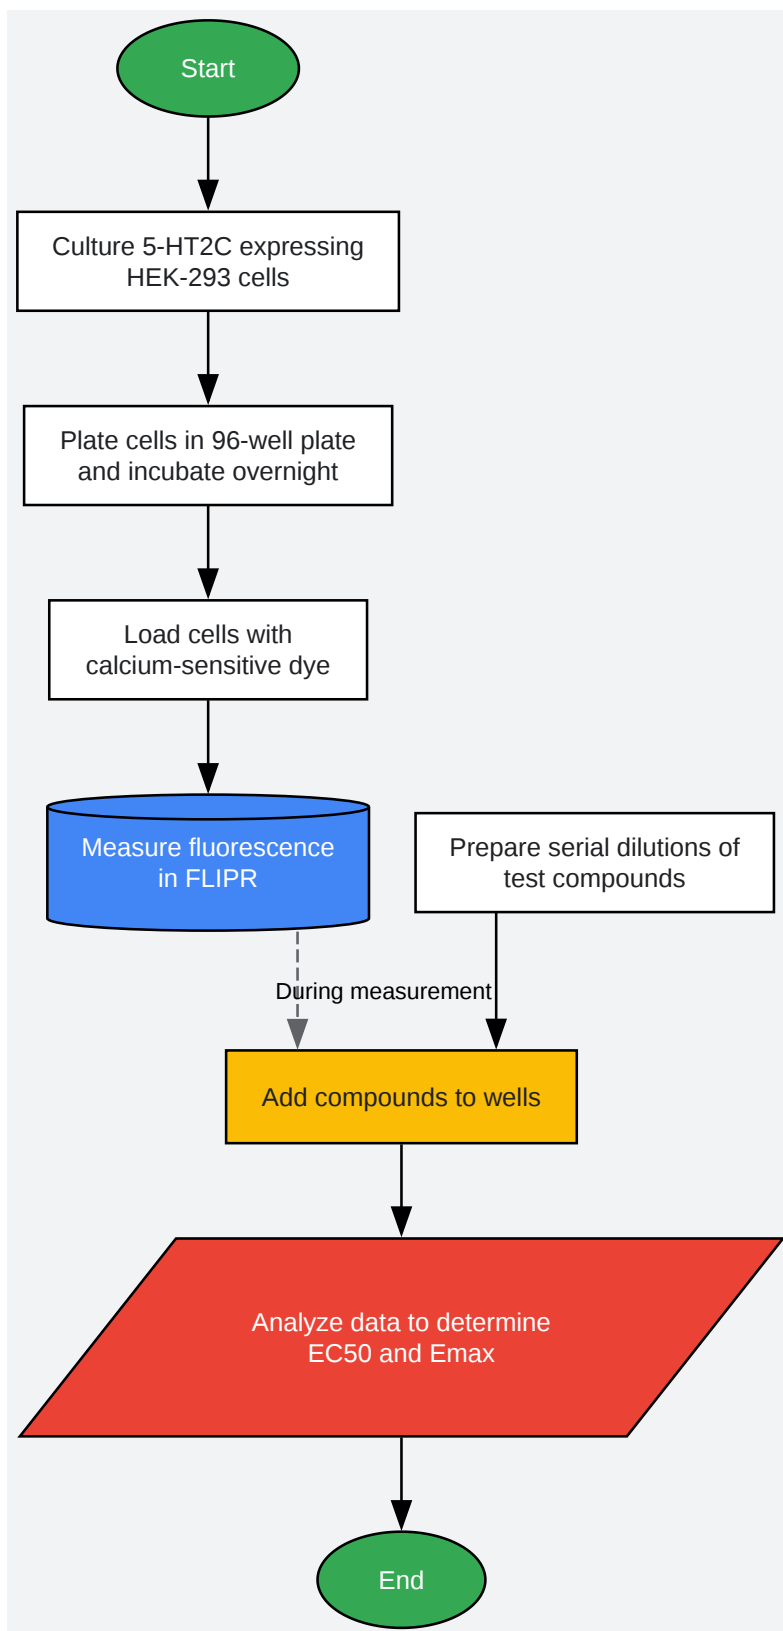 Start
Culture 5-HT2C expressing
HEK-293 cells
Plate cells in 96-well plate
and incubate overnight
Load cells with
calcium-sensitive dye
Measure fluorescence
in FLIPR
Prepare serial dilutions of
test compounds
During measurement
Add compounds to wells
Analyze data to determine
EC50 and Emax
End